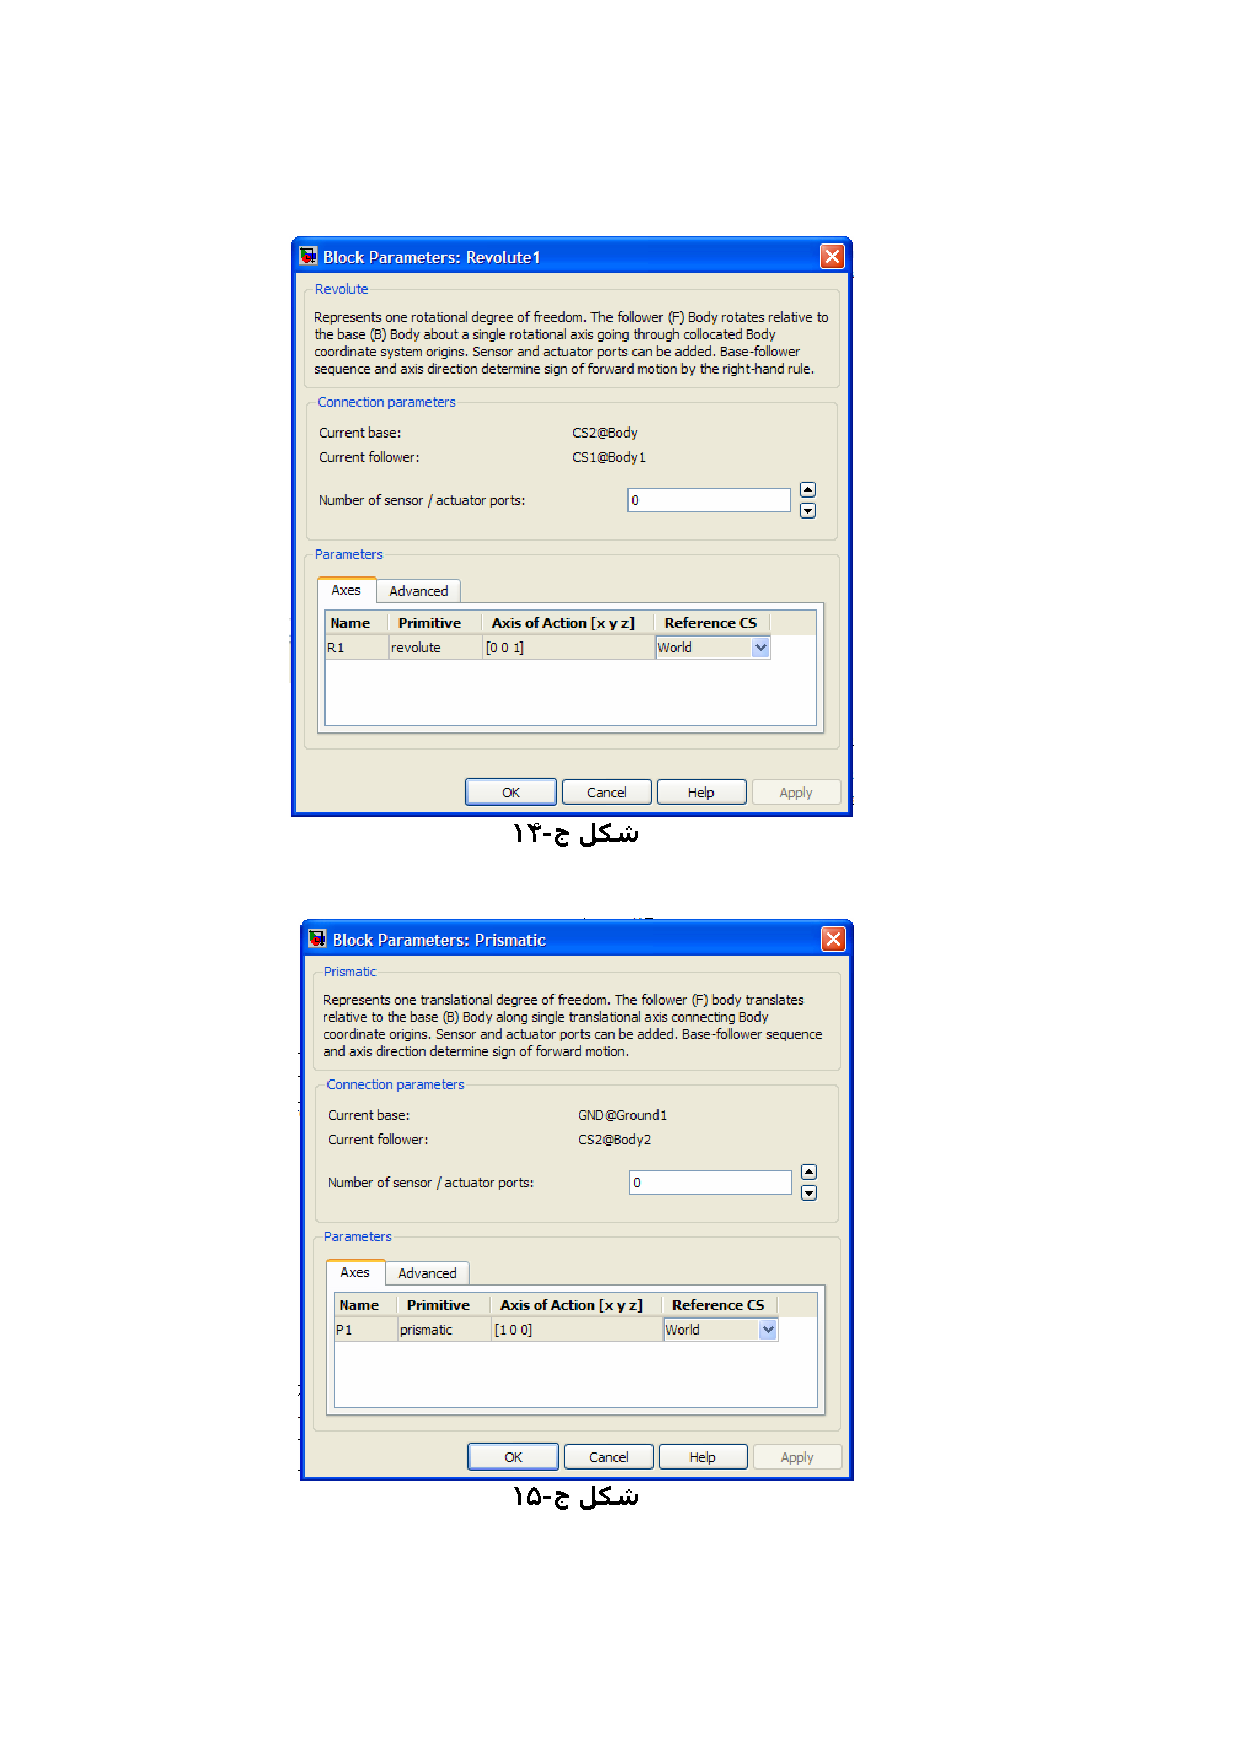 Block Parameters: Revolute1
Revolute
Represents one rotational degree of freedom. The follower (F) Body rotates relative to
the base (B) Body about a single rotational axis going through collocated Body
coordinate system origins. Sensor and actuator ports can be added. Base-follower
sequence and axis direction determine sign of forward motion by the right-hand rule.
Connection parameters
Current base: CS2@Body
Current follower: CS1@Body1
Number of sensor / actuator ports: 0
Parameters
Axes Advanced
Name Primitive Axis of Action [x y z] Reference CS
R1 revolute [0 0 1] World
OK Cancel Help Apply
شکل ج-۱۴
Block Parameters: Prismatic
Prismatic
Represents one translational degree of freedom. The follower (F) body translates
relative to the base (B) Body along single translational axis connecting Body
coordinate origins. Sensor and actuator ports can be added. Base-follower sequence
and axis direction determine sign of forward motion.
Connection parameters
Current base: GND@Ground1
Current follower: CS2@Body2
Number of sensor / actuator ports: 0
Parameters
Axes Advanced
Name Primitive Axis of Action [x y z] Reference CS
P1 prismatic [1 0 0] World
OK Cancel Help Apply
شکل ج-۱۵